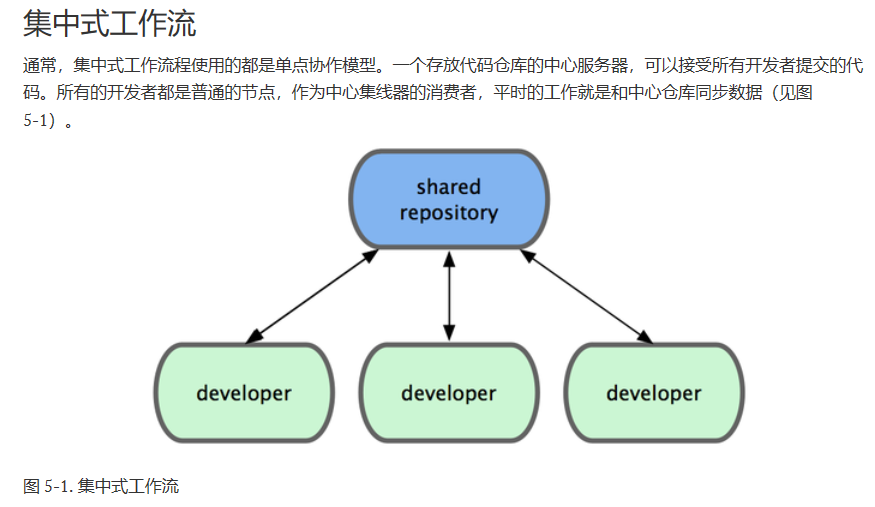 集中式工作流
通常，集中式工作流程使用的都是单点协作模型。一个存放代码仓库的中心服务器，可以接受所有开发者提交的代
码。所有的开发者都是普通的节点，作为中心集线器的消费者，平时的工作就是和中心仓库同步数据（见图
5-1）。
shared
repository
developer
developer
developer
图 5-1. 集中式工作流